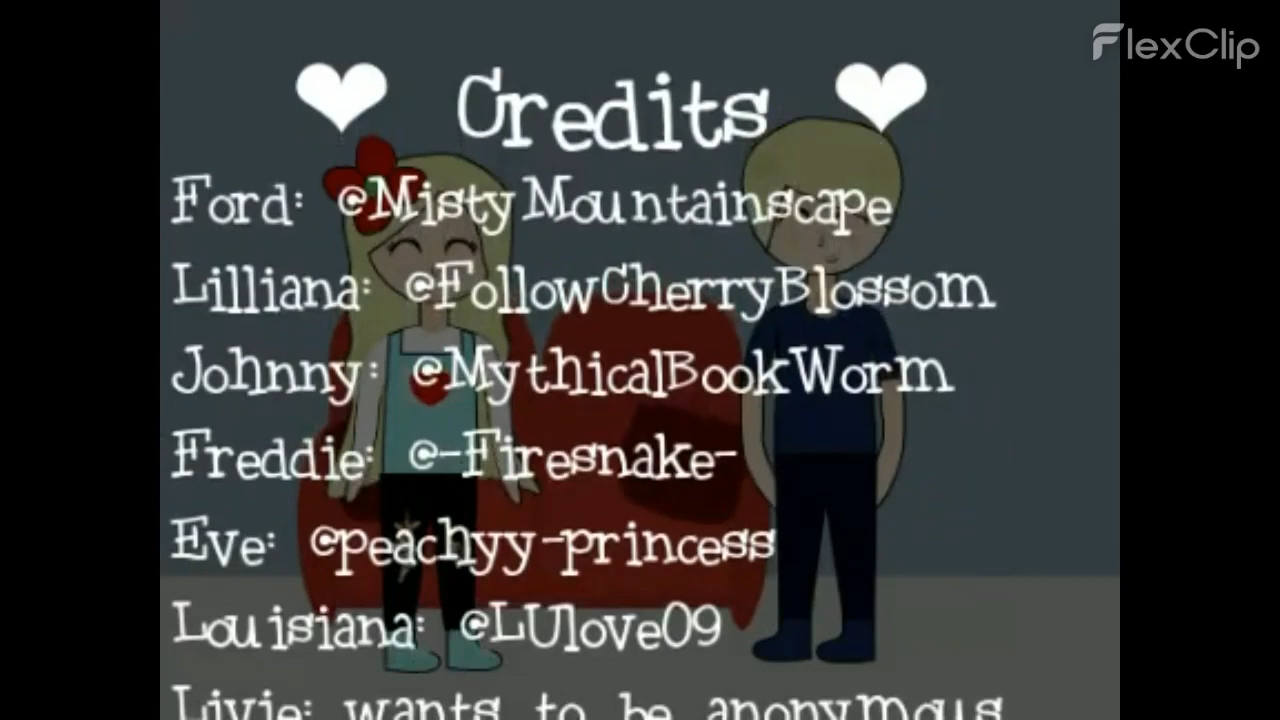 FlexClip
❤ Credits ❤
Ford: @MistyMountainscape
Lilliana: @FollowCherryBlossom
Johnny: @MythicalBookWorm
Freddie: @-Firesnake-
Eve: @peachyy-princess
Louisiana: @LUlove09
Livie: wants to be anonymous